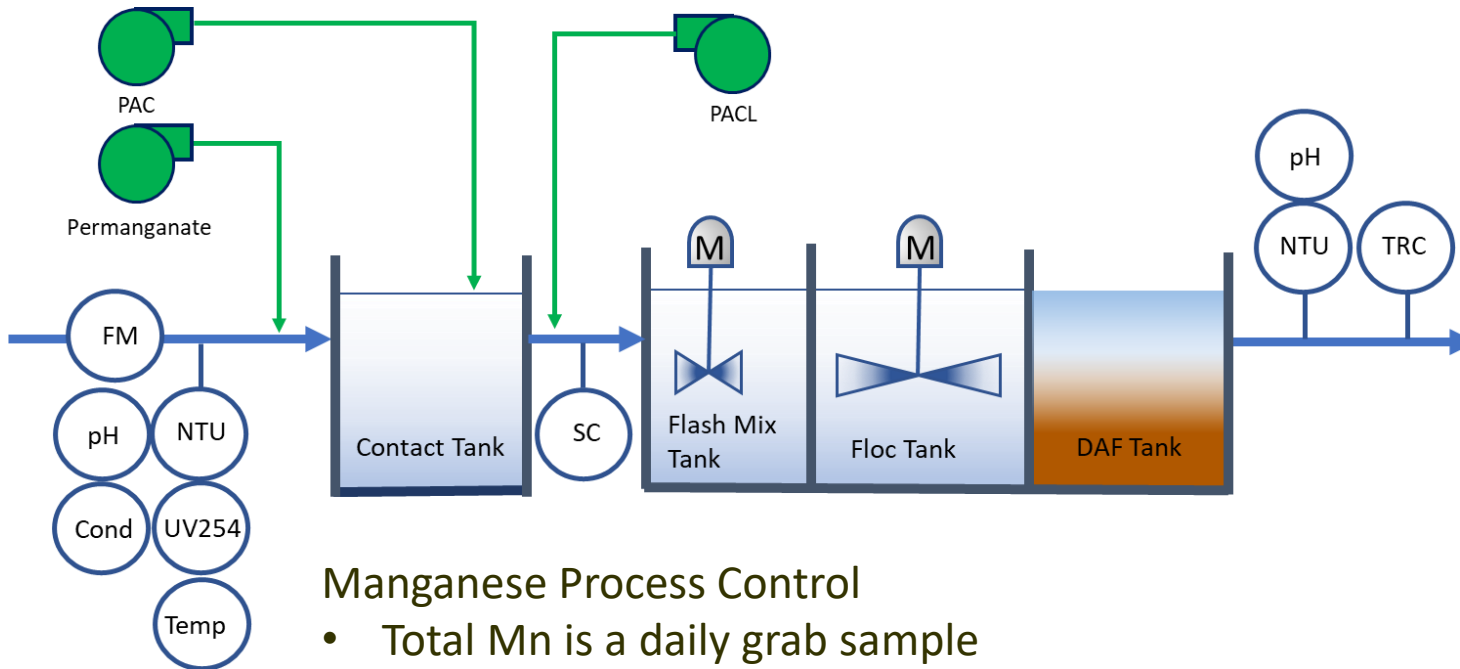 PAC
PACL
Permanganate
pH
M
M
NTU
TRC
FM
pH
NTU
Contact Tank
SC
Flash Mix
Tank
Floc Tank
DAF Tank
Cond
UV254
Temp
Manganese Process Control
• Total Mn is a daily grab sample